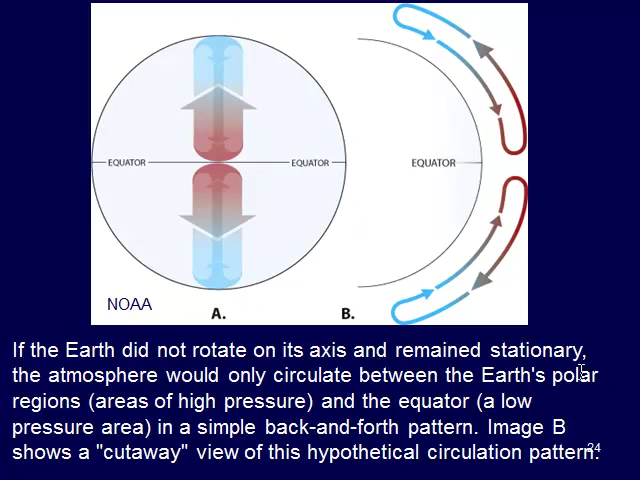 EQUATOR EQUATOR EQUATOR
NOAA
A. B.
If the Earth did not rotate on its axis and remained stationary,
the atmosphere would only circulate between the Earth's polar
regions (areas of high pressure) and the equator (a low
pressure area) in a simple back-and-forth pattern. Image B
shows a "cutaway" view of this hypothetical circulation pattern.
24